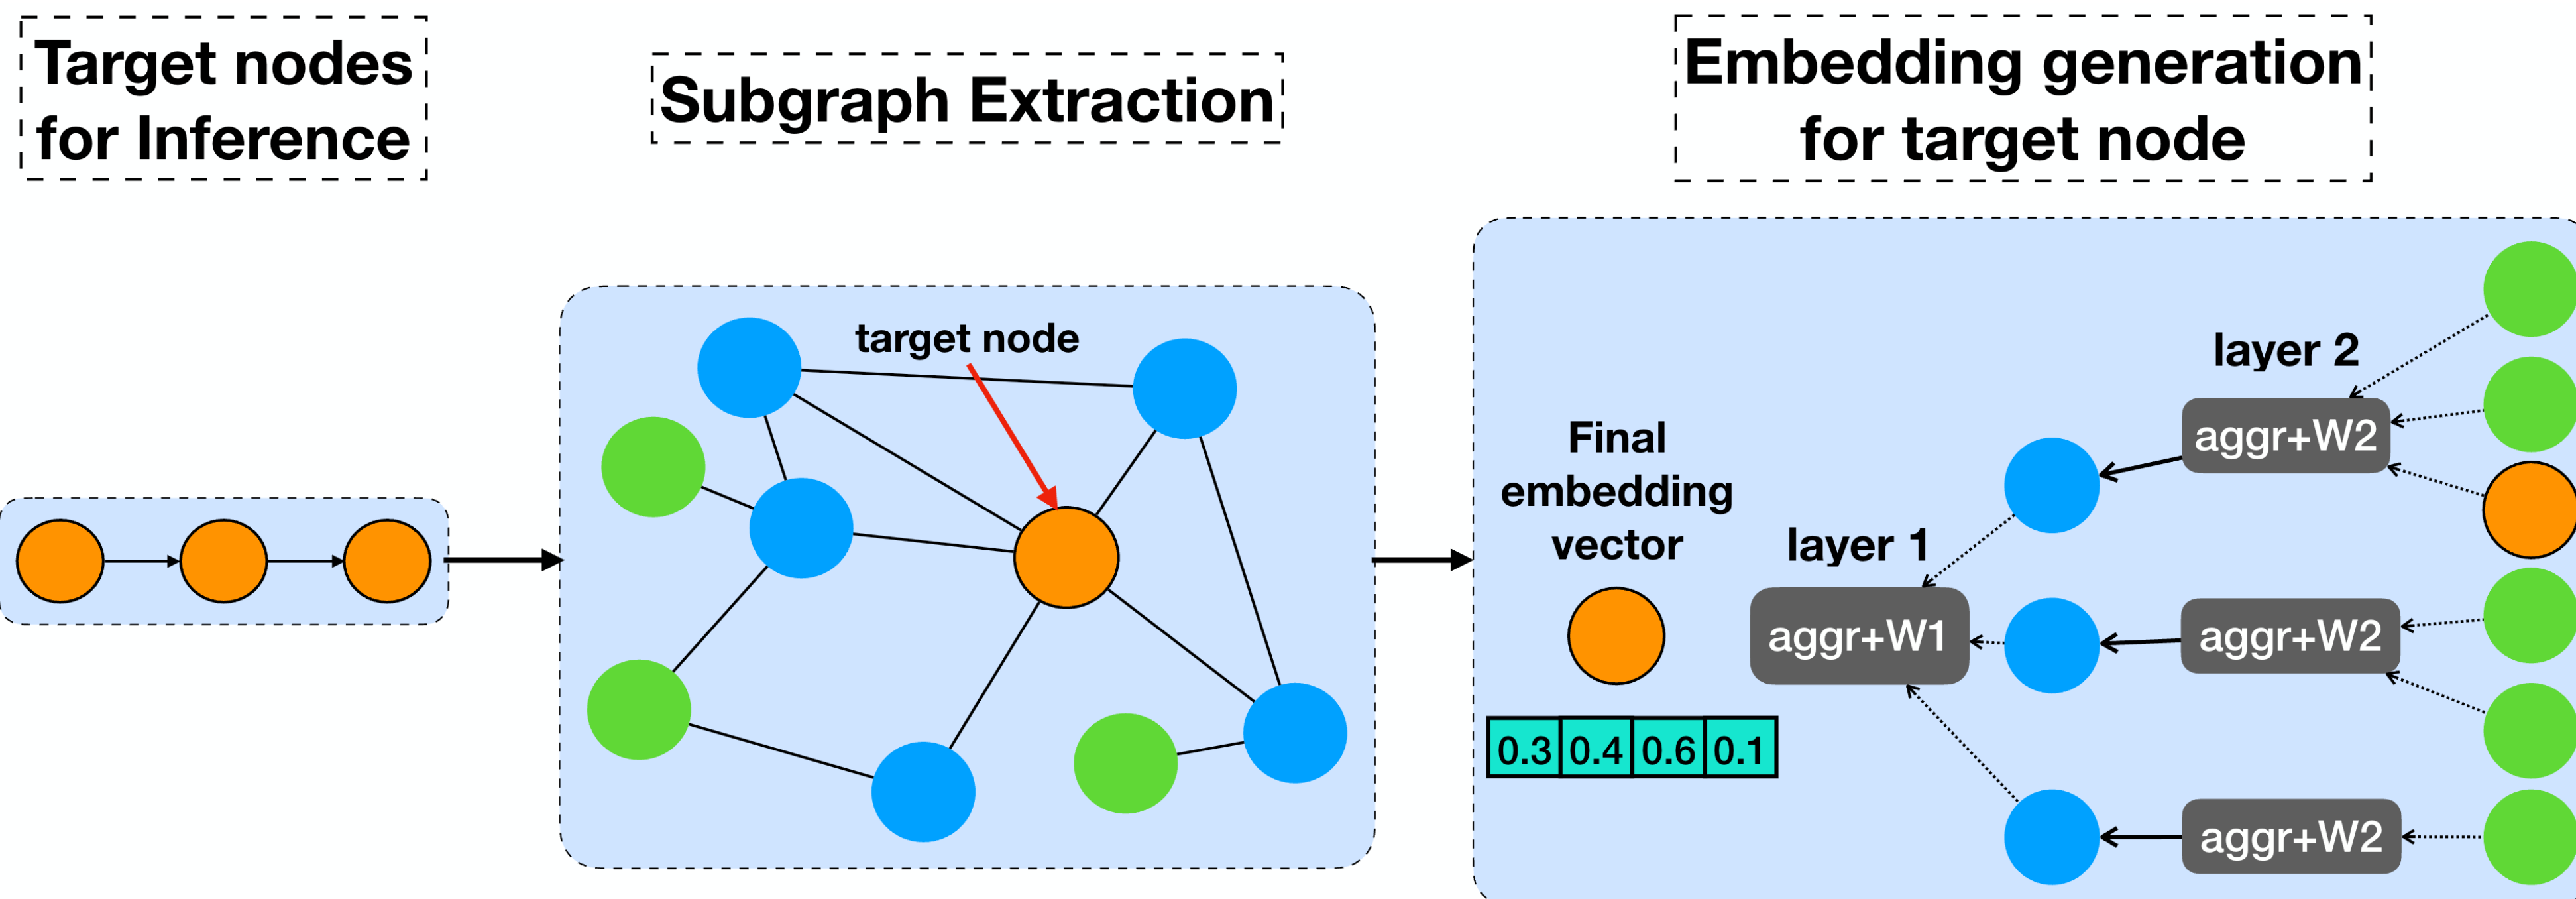 Target nodes
for Inference
Subgraph Extraction
Embedding generation
for target node
target node
layer 2
aggr+W2
Final
embedding
vector
layer 1
aggr+W1
aggr+W2
0.3 0.4 0.6 0.1
aggr+W2